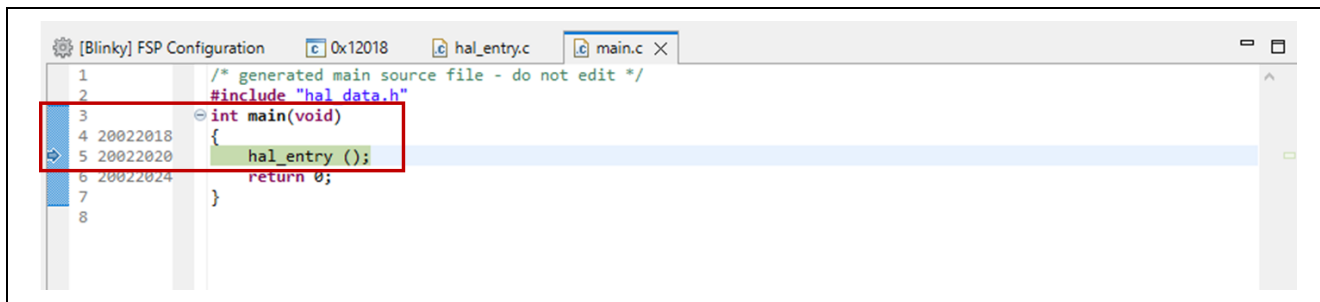 [Blinky] FSP Configuration 0x12018 hal_entry.c main.c
1 /* generated main source file - do not edit */
2 #include "hal_data.h"
3 int main(void)
4 20022018 {
5 20022020 hal_entry ();
6 20022024 return 0;
7 }
8